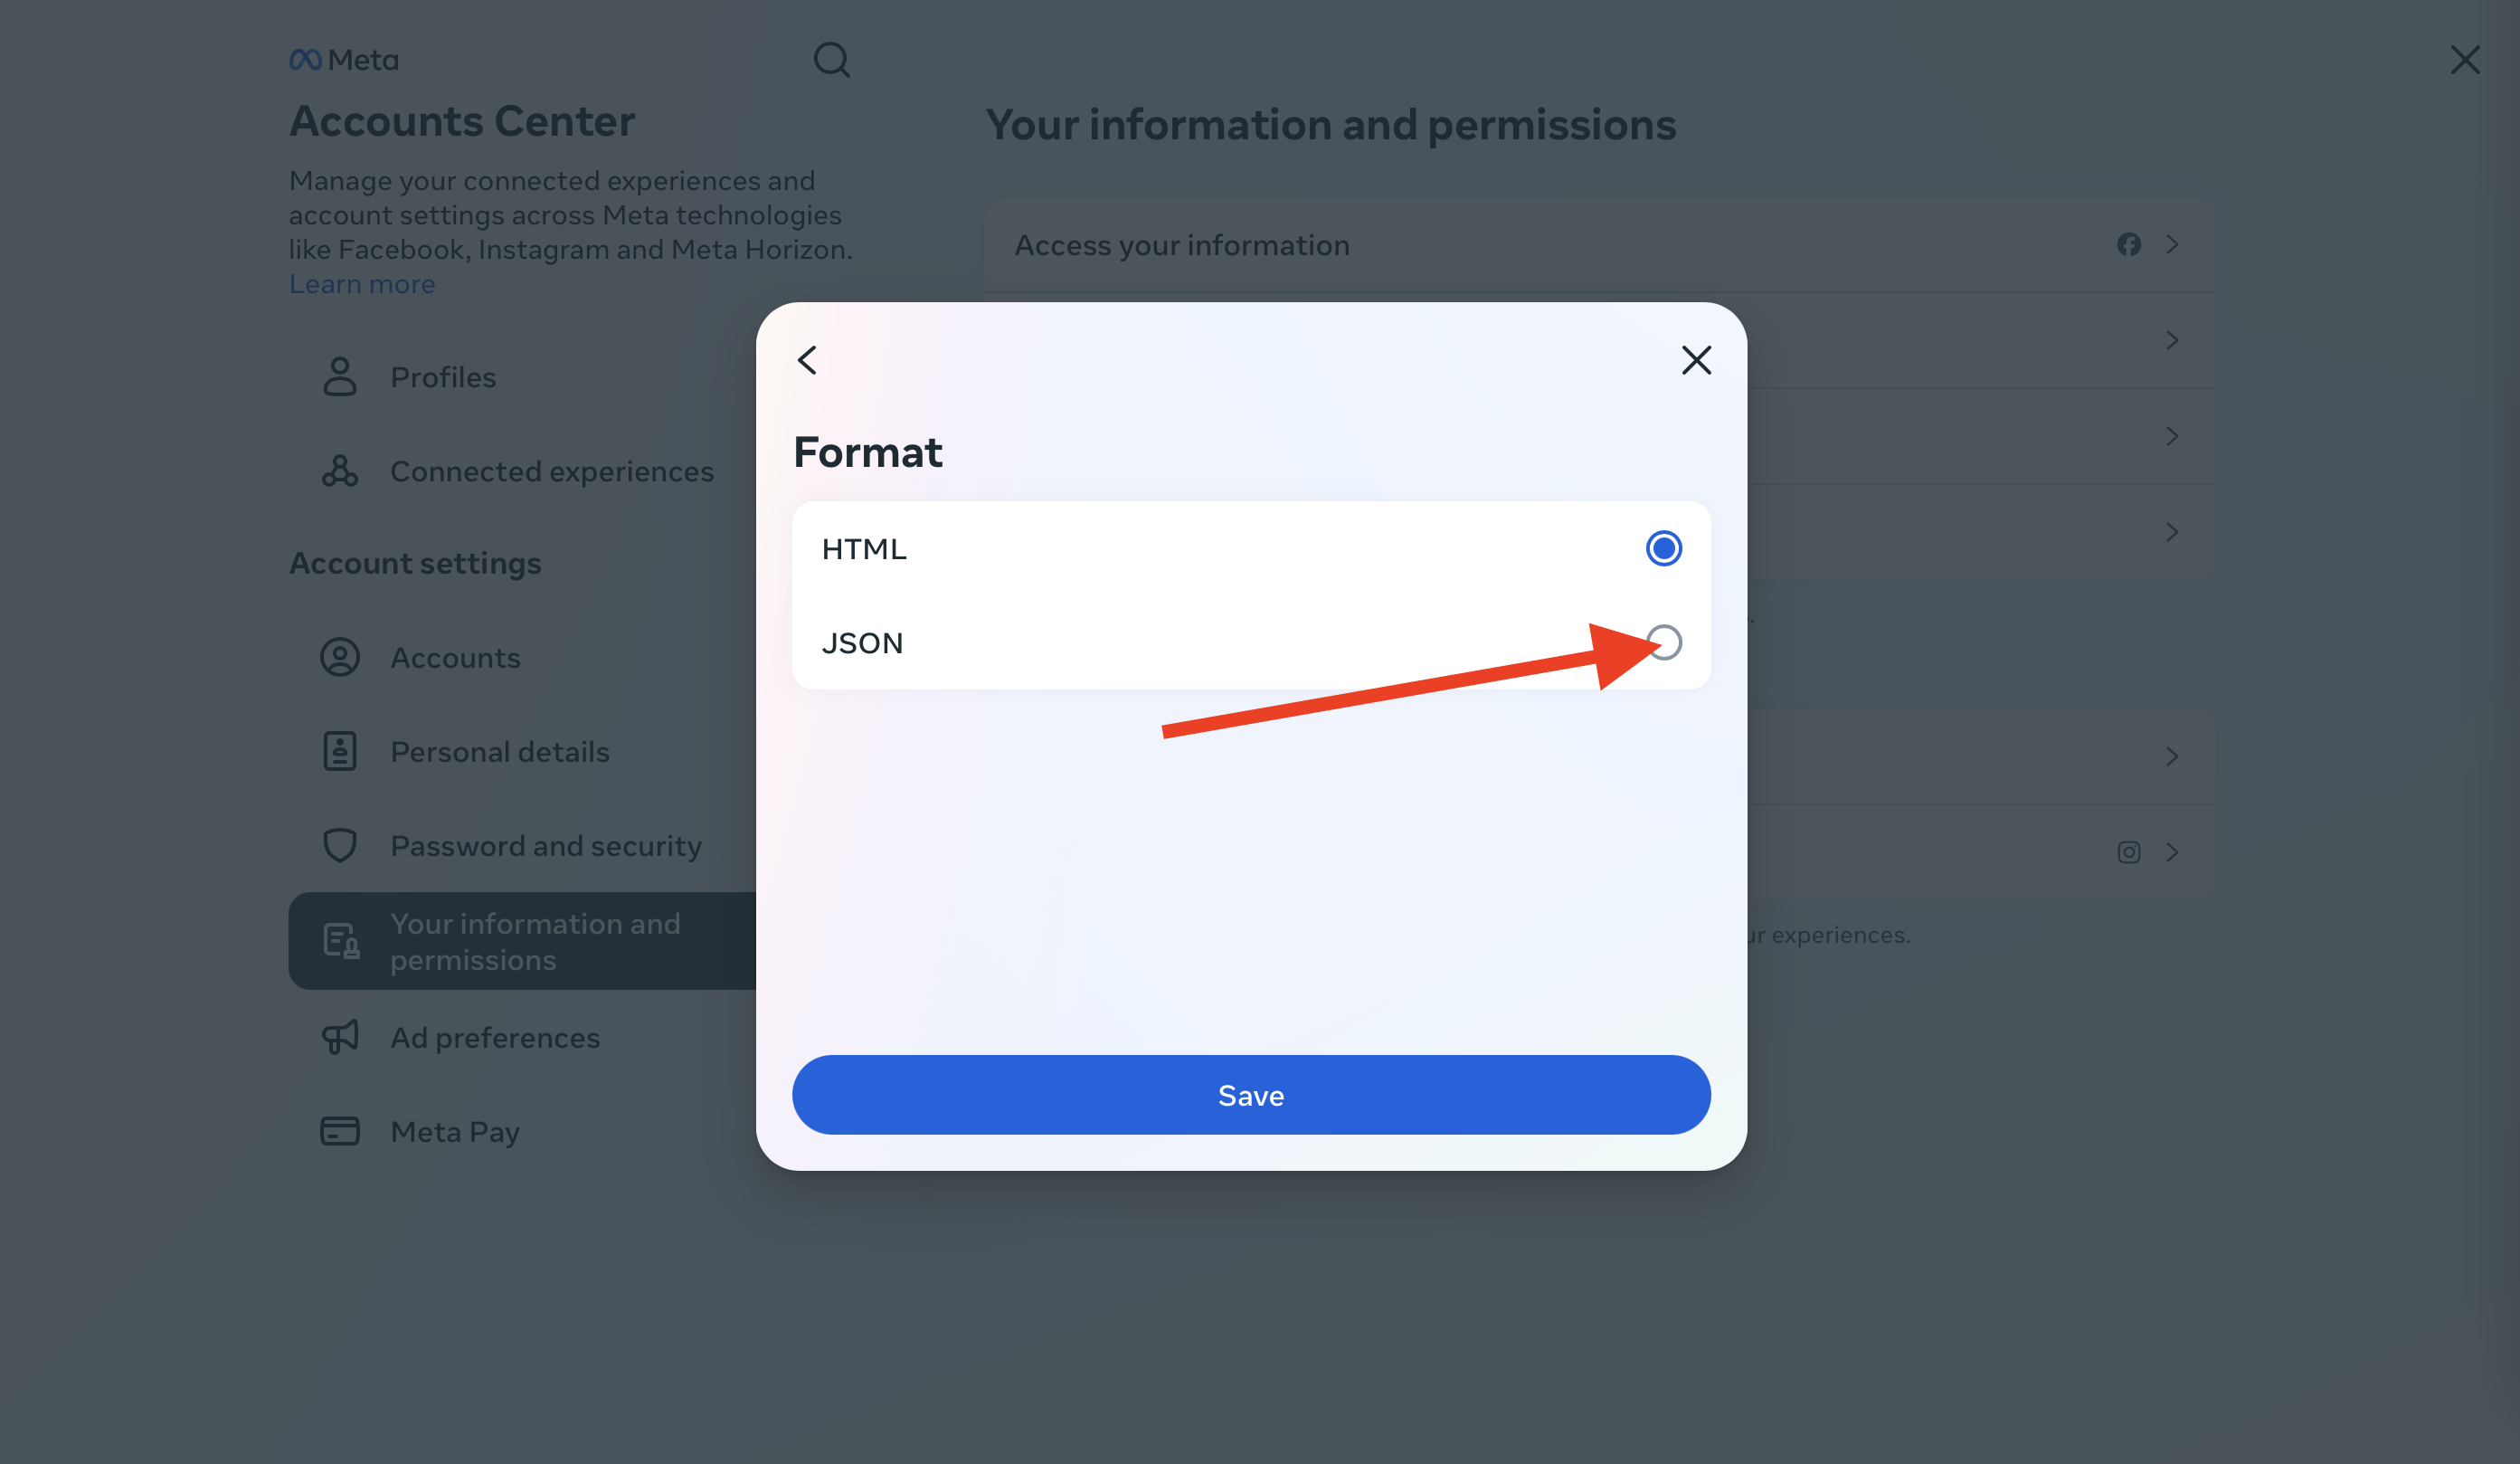 Meta
Accounts Center
Manage your connected experiences and
account settings across Meta technologies
like Facebook, Instagram and Meta Horizon.
Learn more
Profiles
Connected experiences
Account settings
Accounts
Personal details
Password and security
Your information and
permissions
Ad preferences
Meta Pay
Your information and permissions
Access your information
experiences.
Format
HTML
JSON
Save